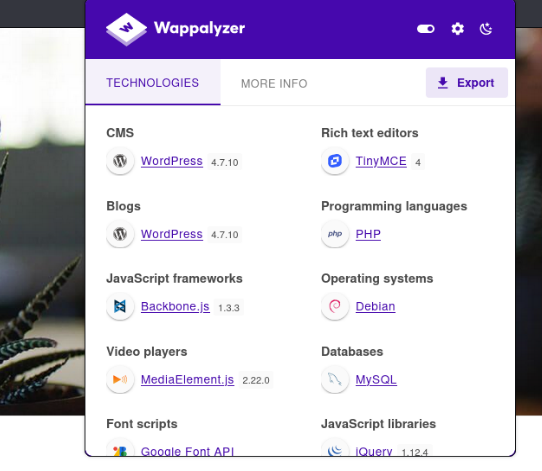 Wappalyzer
TECHNOLOGIES
MORE INFO
Export
CMS
WordPress 4.7.10
Rich text editors
TinyMCE 4
Blogs
WordPress 4.7.10
Programming languages
php PHP
JavaScript frameworks
Backbone.js 1.3.3
Operating systems
Debian
Video players
MediaElement.js 2.22.0
Databases
MySQL
Font scripts
Google Font API
JavaScript libraries
jQuery 1.12.4